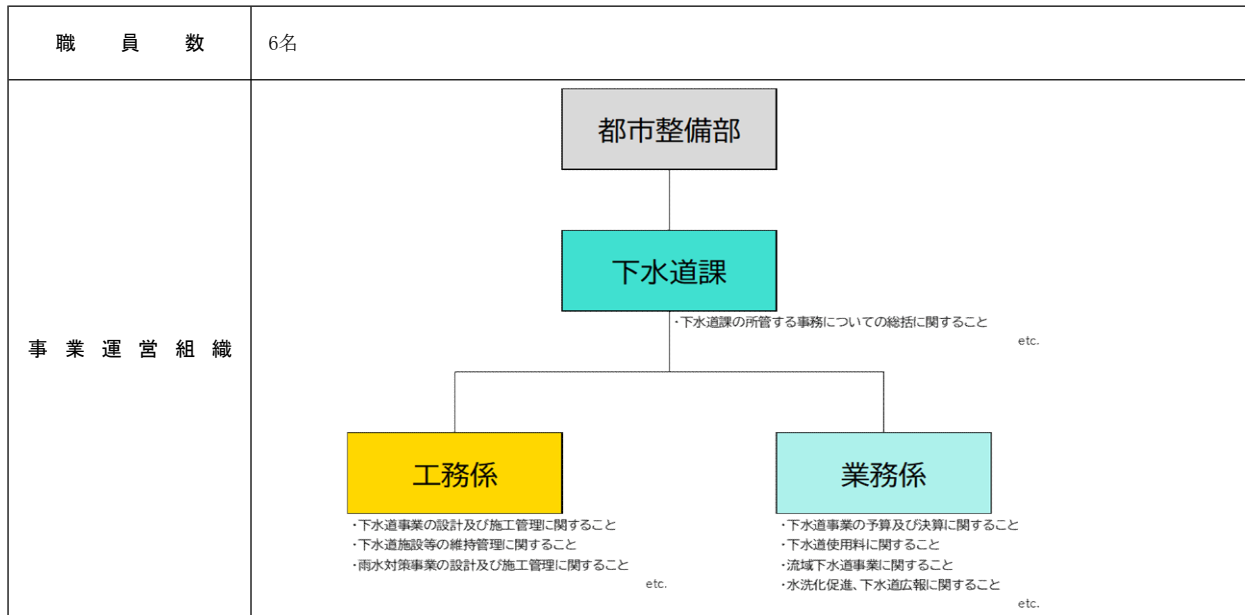 職員数
6名
事業運営組織
都市整備部
下水道課
・下水道課の所管する事務についての総括に関すること
etc.
工務係
・下水道事業の設計及び施工管理に関すること
・下水道施設等の維持管理に関すること
・雨水対策事業の設計及び施工管理に関すること
etc.
業務係
・下水道事業の予算及び決算に関すること
・下水道使用料に関すること
・流域下水道事業に関すること
・水洗化促進、下水道広報に関すること
etc.